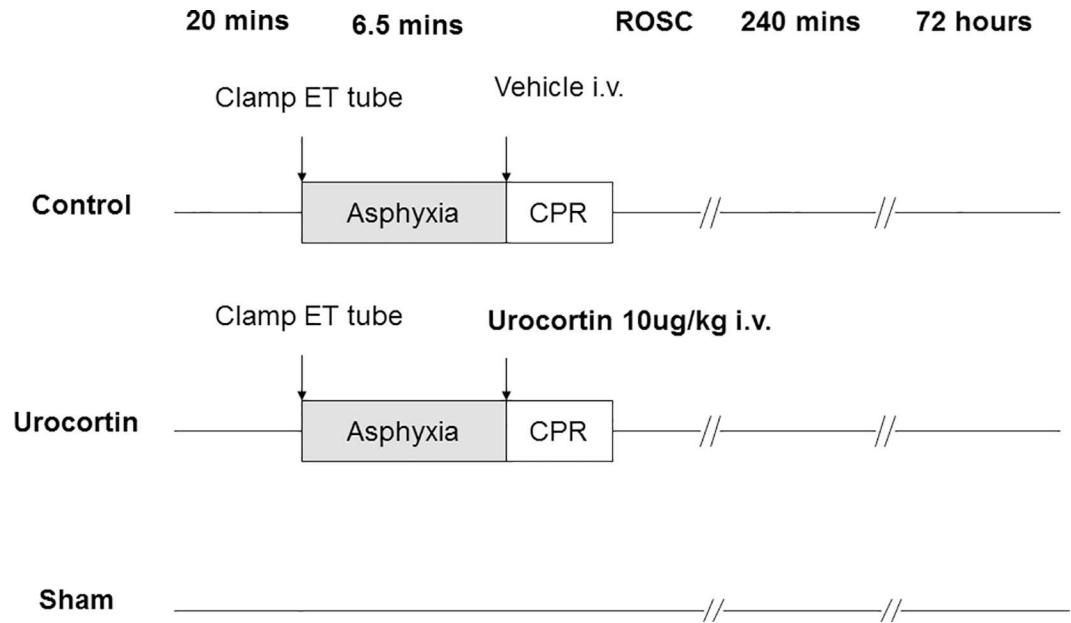 20 mins 6.5 mins ROSC 240 mins 72 hours
Clamp ET tube Vehicle i.v.
Control Asphyxia CPR
Clamp ET tube Urocortin 10ug/kg i.v.
Urocortin Asphyxia CPR
Sham